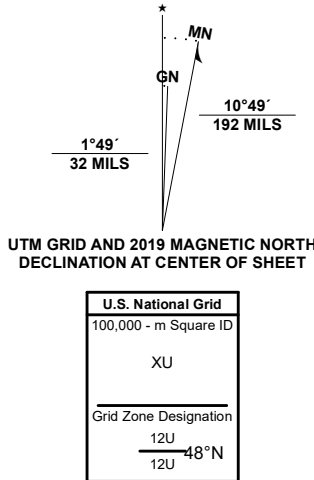 ★
MN
GN
1°49´
32 MILS
10°49´
192 MILS
UTM GRID AND 2019 MAGNETIC NORTH
DECLINATION AT CENTER OF SHEET
U.S. National Grid
100,000 - m Square ID
XU
Grid Zone Designation
12U
48°N
12U